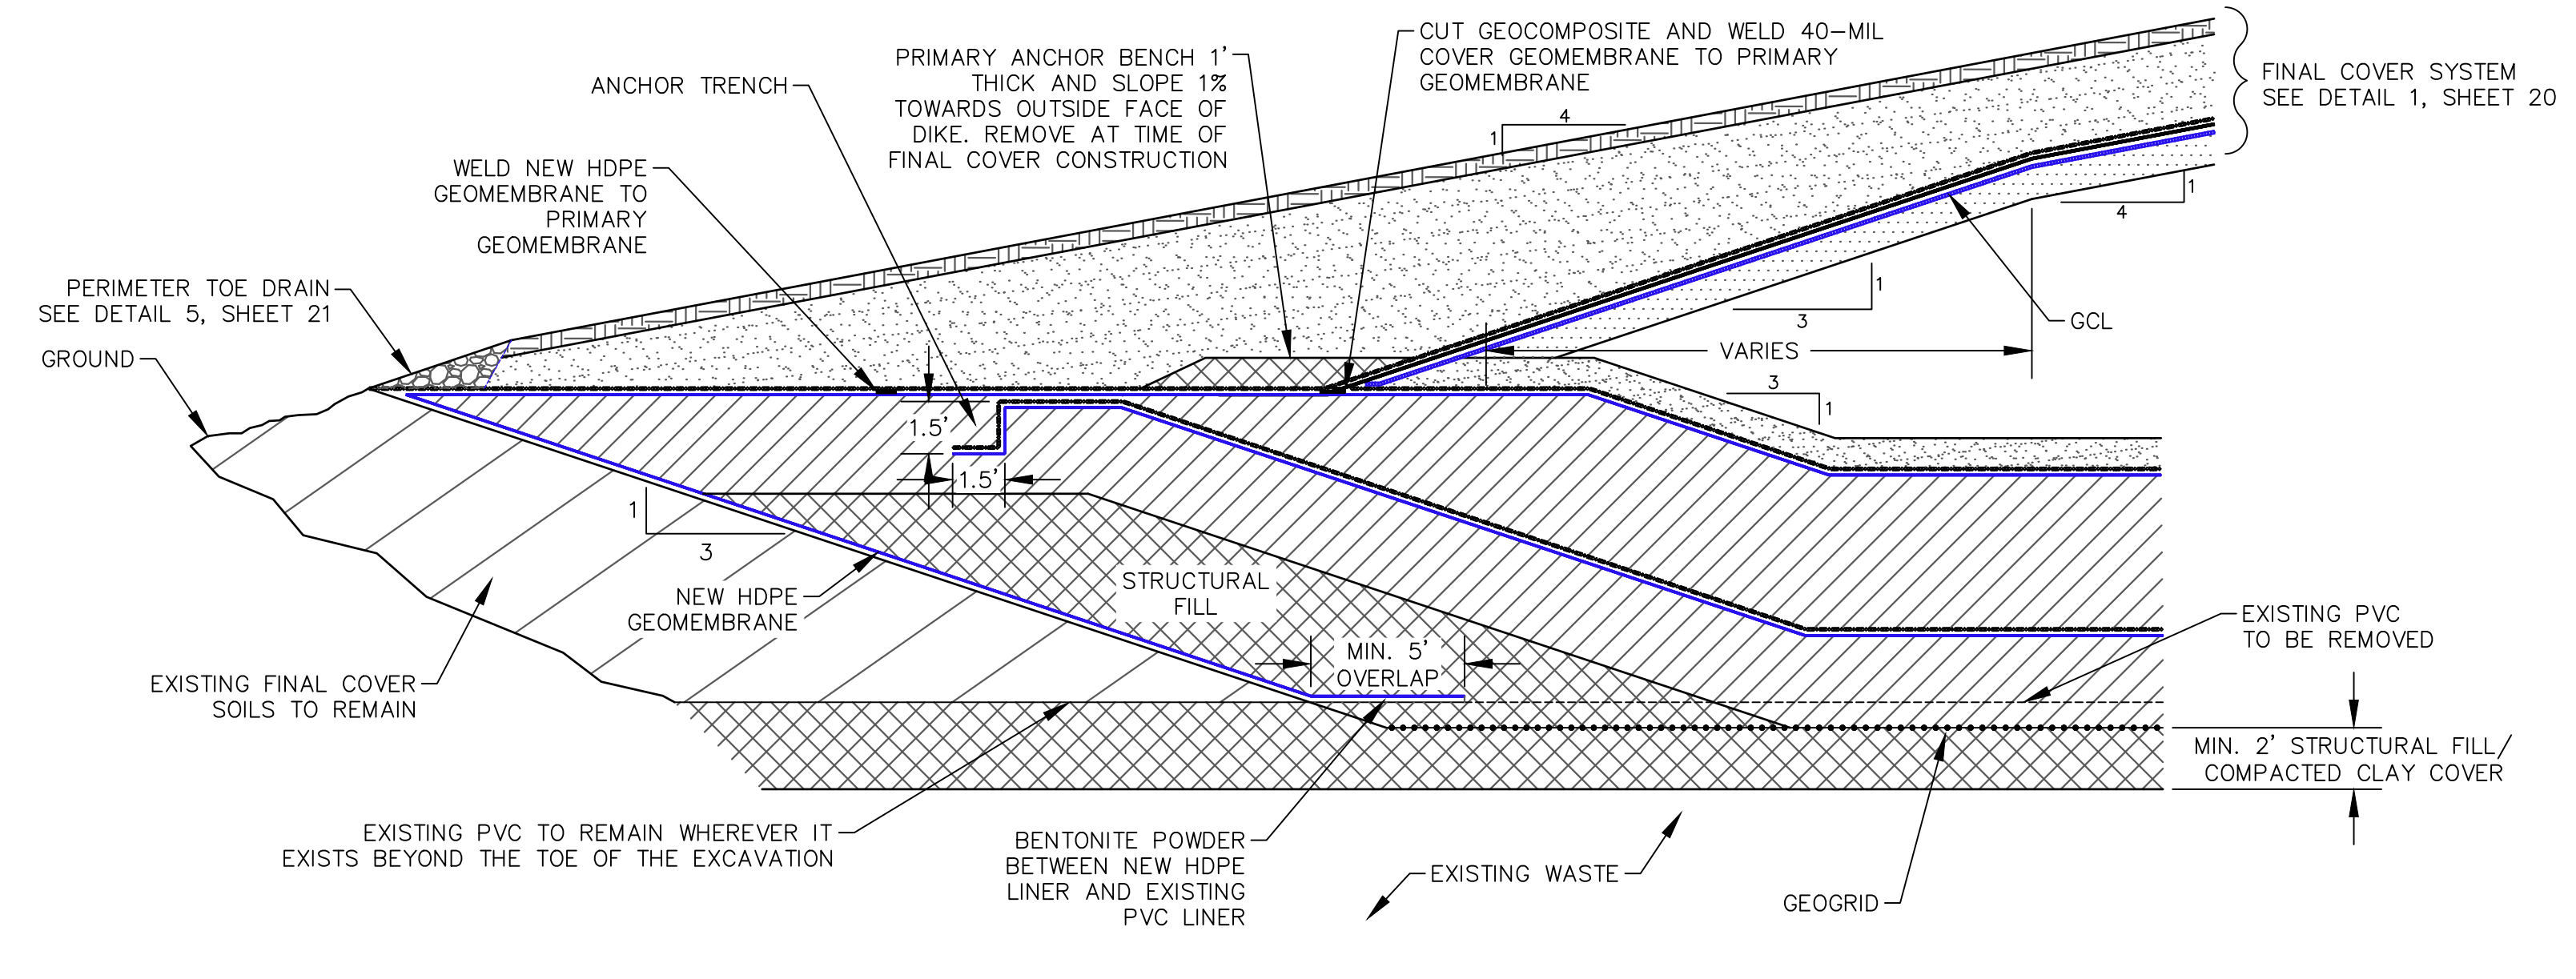 CUT GEOCOMPOSITE AND WELD 40-MIL
COVER GEOMEMBRANE TO PRIMARY
GEOMEMBRANE
PRIMARY ANCHOR BENCH 1'
THICK AND SLOPE 1%
TOWARDS OUTSIDE FACE OF
DIKE. REMOVE AT TIME OF
FINAL COVER CONSTRUCTION
ANCHOR TRENCH
FINAL COVER SYSTEM
SEE DETAIL 1, SHEET 20
4
1
WELD NEW HDPE
GEOMEMBRANE TO
PRIMARY
GEOMEMBRANE
1
4
PERIMETER TOE DRAIN
SEE DETAIL 5, SHEET 21
1
3
GCL
GROUND
VARIES
3
1
1.5'
1.5'
1
3
STRUCTURAL
FILL
NEW HDPE
GEOMEMBRANE
EXISTING PVC
TO BE REMOVED
MIN. 5'
OVERLAP
EXISTING FINAL COVER
SOILS TO REMAIN
MIN. 2' STRUCTURAL FILL/
COMPACTED CLAY COVER
EXISTING PVC TO REMAIN WHEREVER IT
EXISTS BEYOND THE TOE OF THE EXCAVATION
BENTONITE POWDER
BETWEEN NEW HDPE
LINER AND EXISTING
PVC LINER
EXISTING WASTE
GEOGRID